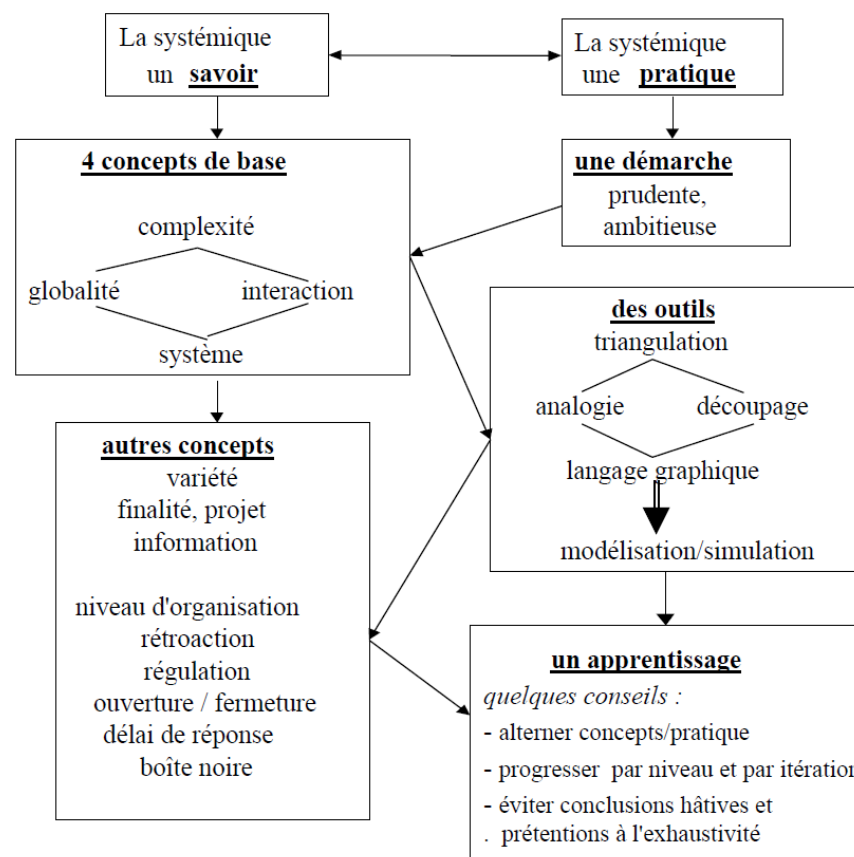 La systémique
un savoir
La systémique
une pratique
4 concepts de base
complexité
globalité interaction
système
une démarche
prudente,
ambitieuse
des outils
triangulation
analogie découpage
langage graphique
modélisation/simulation
autres concepts
variété
finalité, projet
information
niveau d'organisation
rétroaction
régulation
ouverture / fermeture
délai de réponse
boîte noire
un apprentissage
quelques conseils :
- alterner concepts/pratique
- progresser par niveau et par itération
- éviter conclusions hâtives et
. prétentions à l'exhaustivité